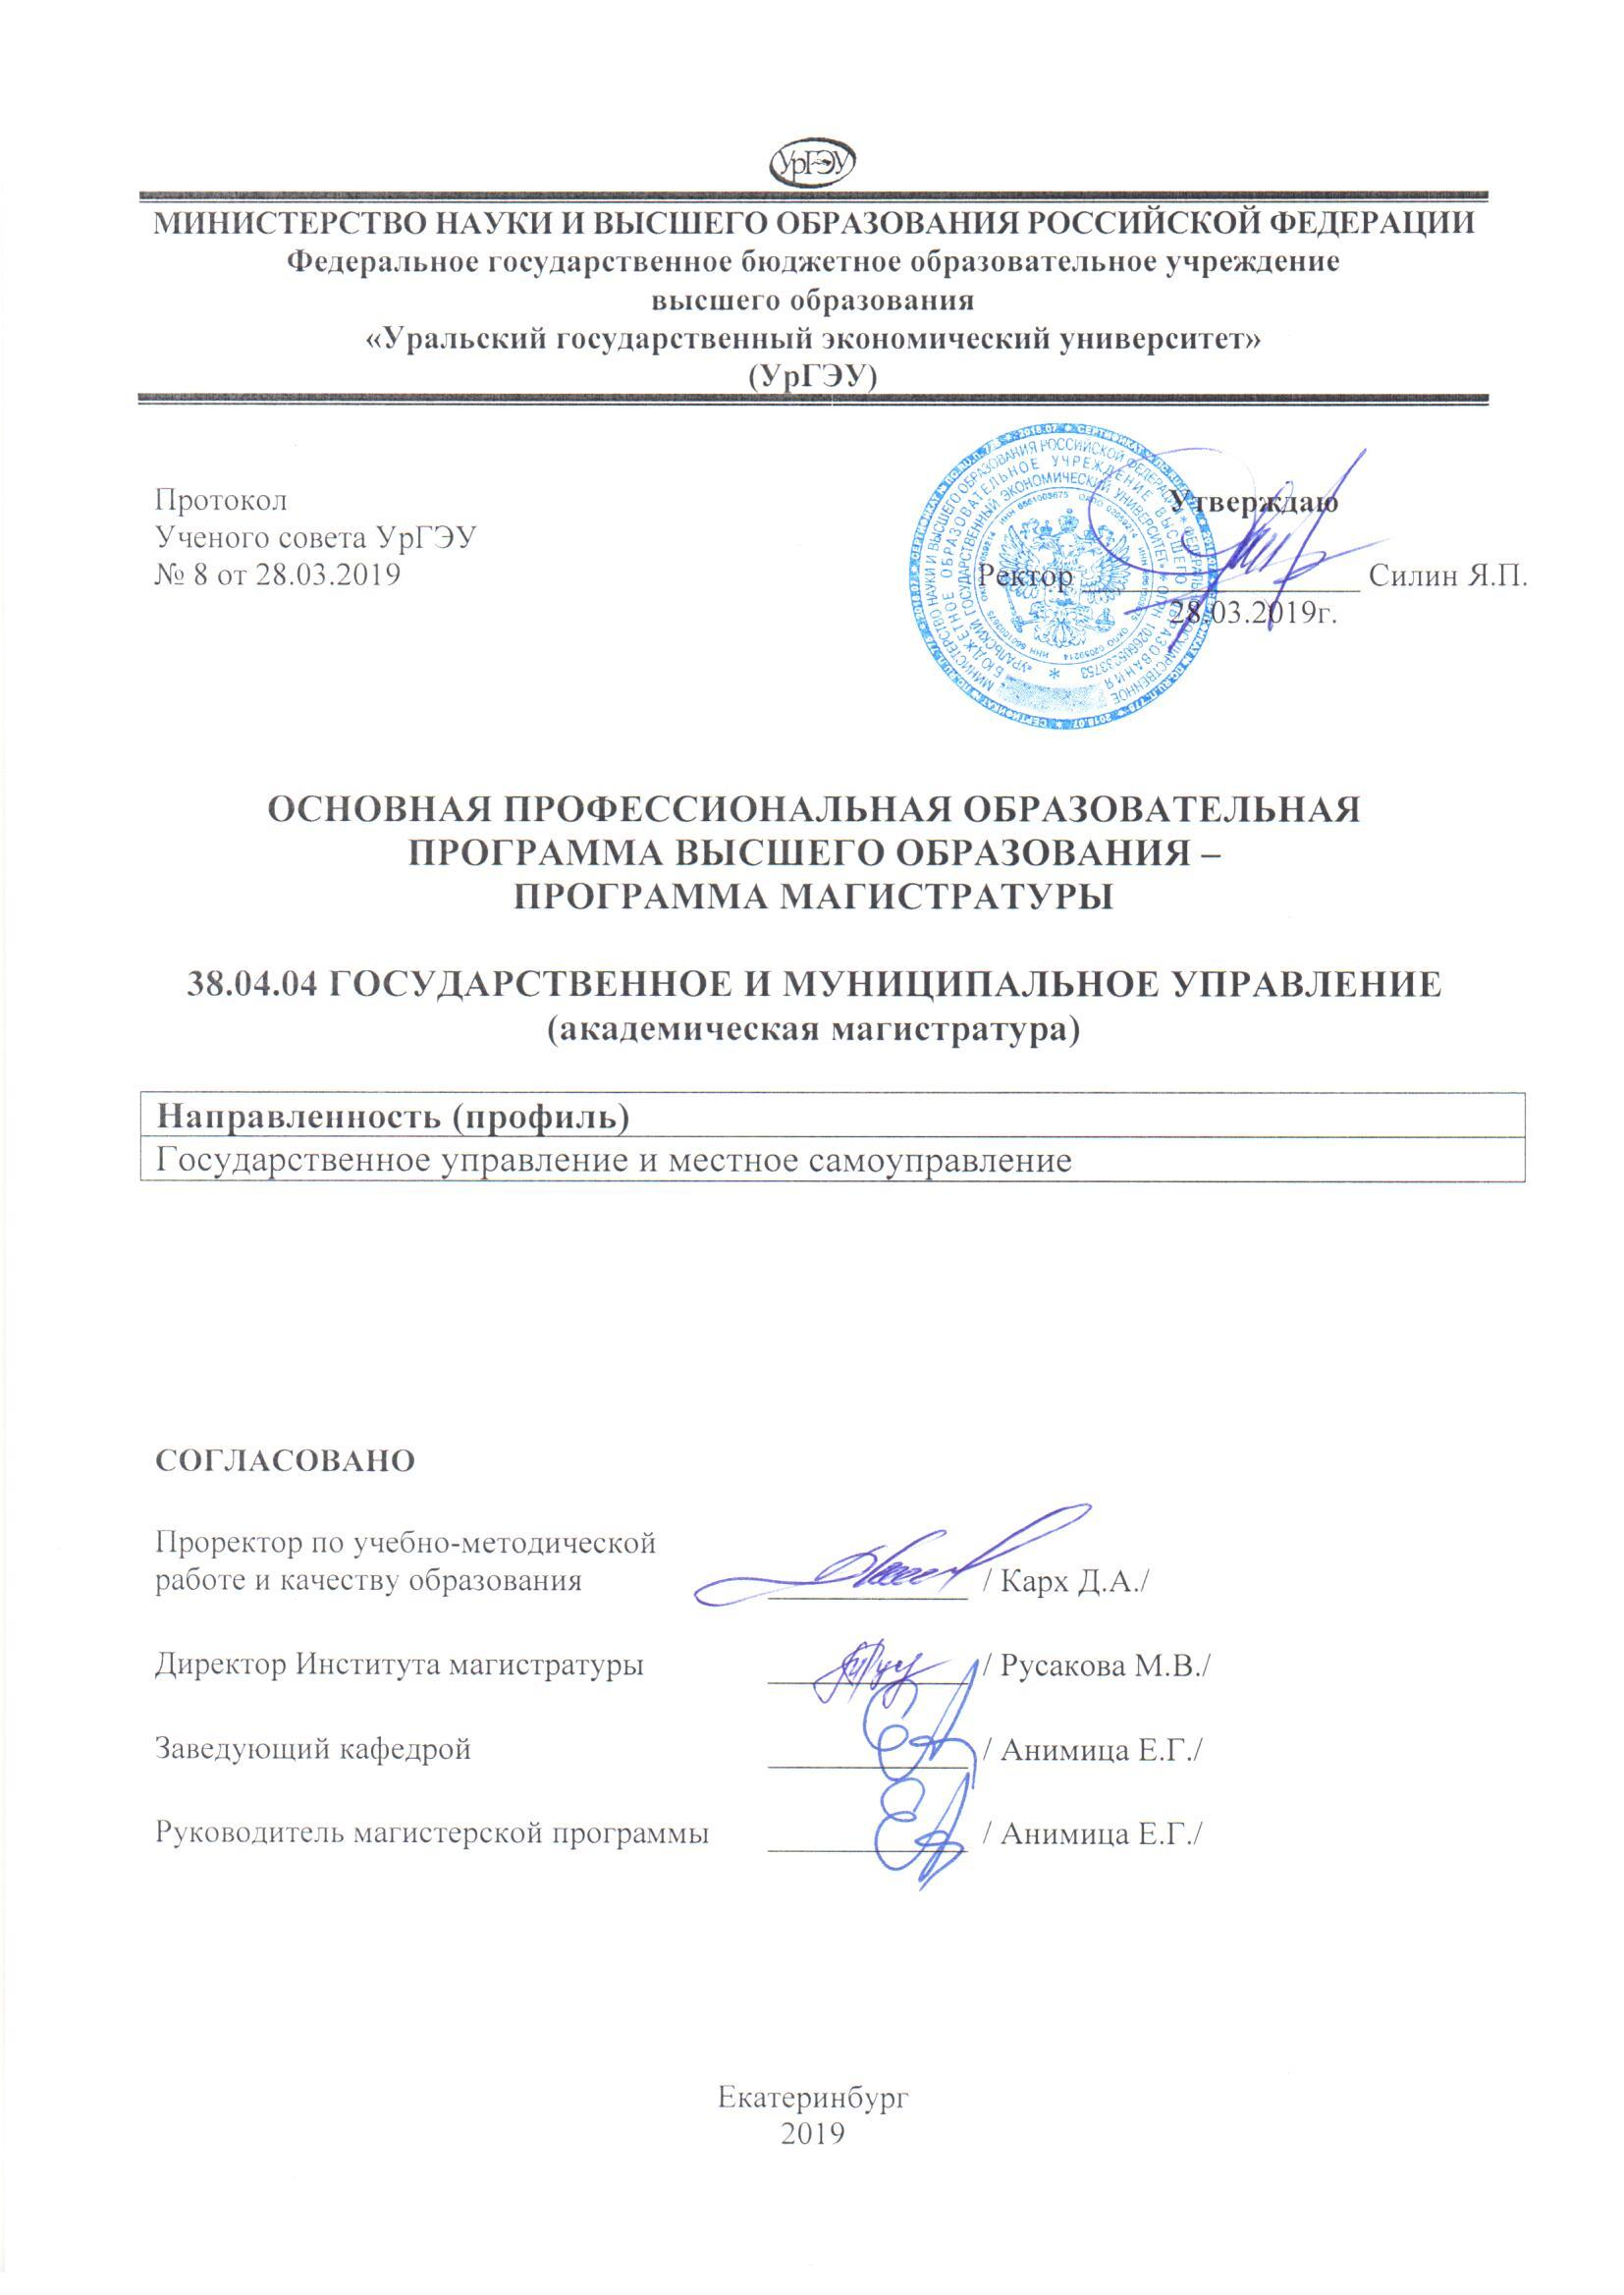 УрГЭУ
МИНИСТЕРСТВО НАУКИ И ВЫСШЕГО ОБРАЗОВАНИЯ РОССИЙСКОЙ ФЕДЕРАЦИИ
Федеральное государственное бюджетное образовательное учреждение
высшего образования
«Уральский государственный экономический университет»
(УрГЭУ)
Протокол
Ученого совета УрГЭУ
№ 8 от 28.03.2019
Утверждаю
Ректор Силин Я.П.
28.03.2019г.
ОСНОВНАЯ ПРОФЕССИОНАЛЬНАЯ ОБРАЗОВАТЕЛЬНАЯ
ПРОГРАММА ВЫСШЕГО ОБРАЗОВАНИЯ –
ПРОГРАММА МАГИСТРАТУРЫ
38.04.04 ГОСУДАРСТВЕННОЕ И МУНИЦИПАЛЬНОЕ УПРАВЛЕНИЕ
(академическая магистратура)
Направленность (профиль)
Государственное управление и местное самоуправление
СОГЛАСОВАНО
Проректор по учебно-методической
работе и качеству образования / Карх Д.А./
Директор Института магистратуры / Русакова М.В./
Заведующий кафедрой / Анимица Е.Г./
Руководитель магистерской программы / Анимица Е.Г./
Екатеринбург
2019